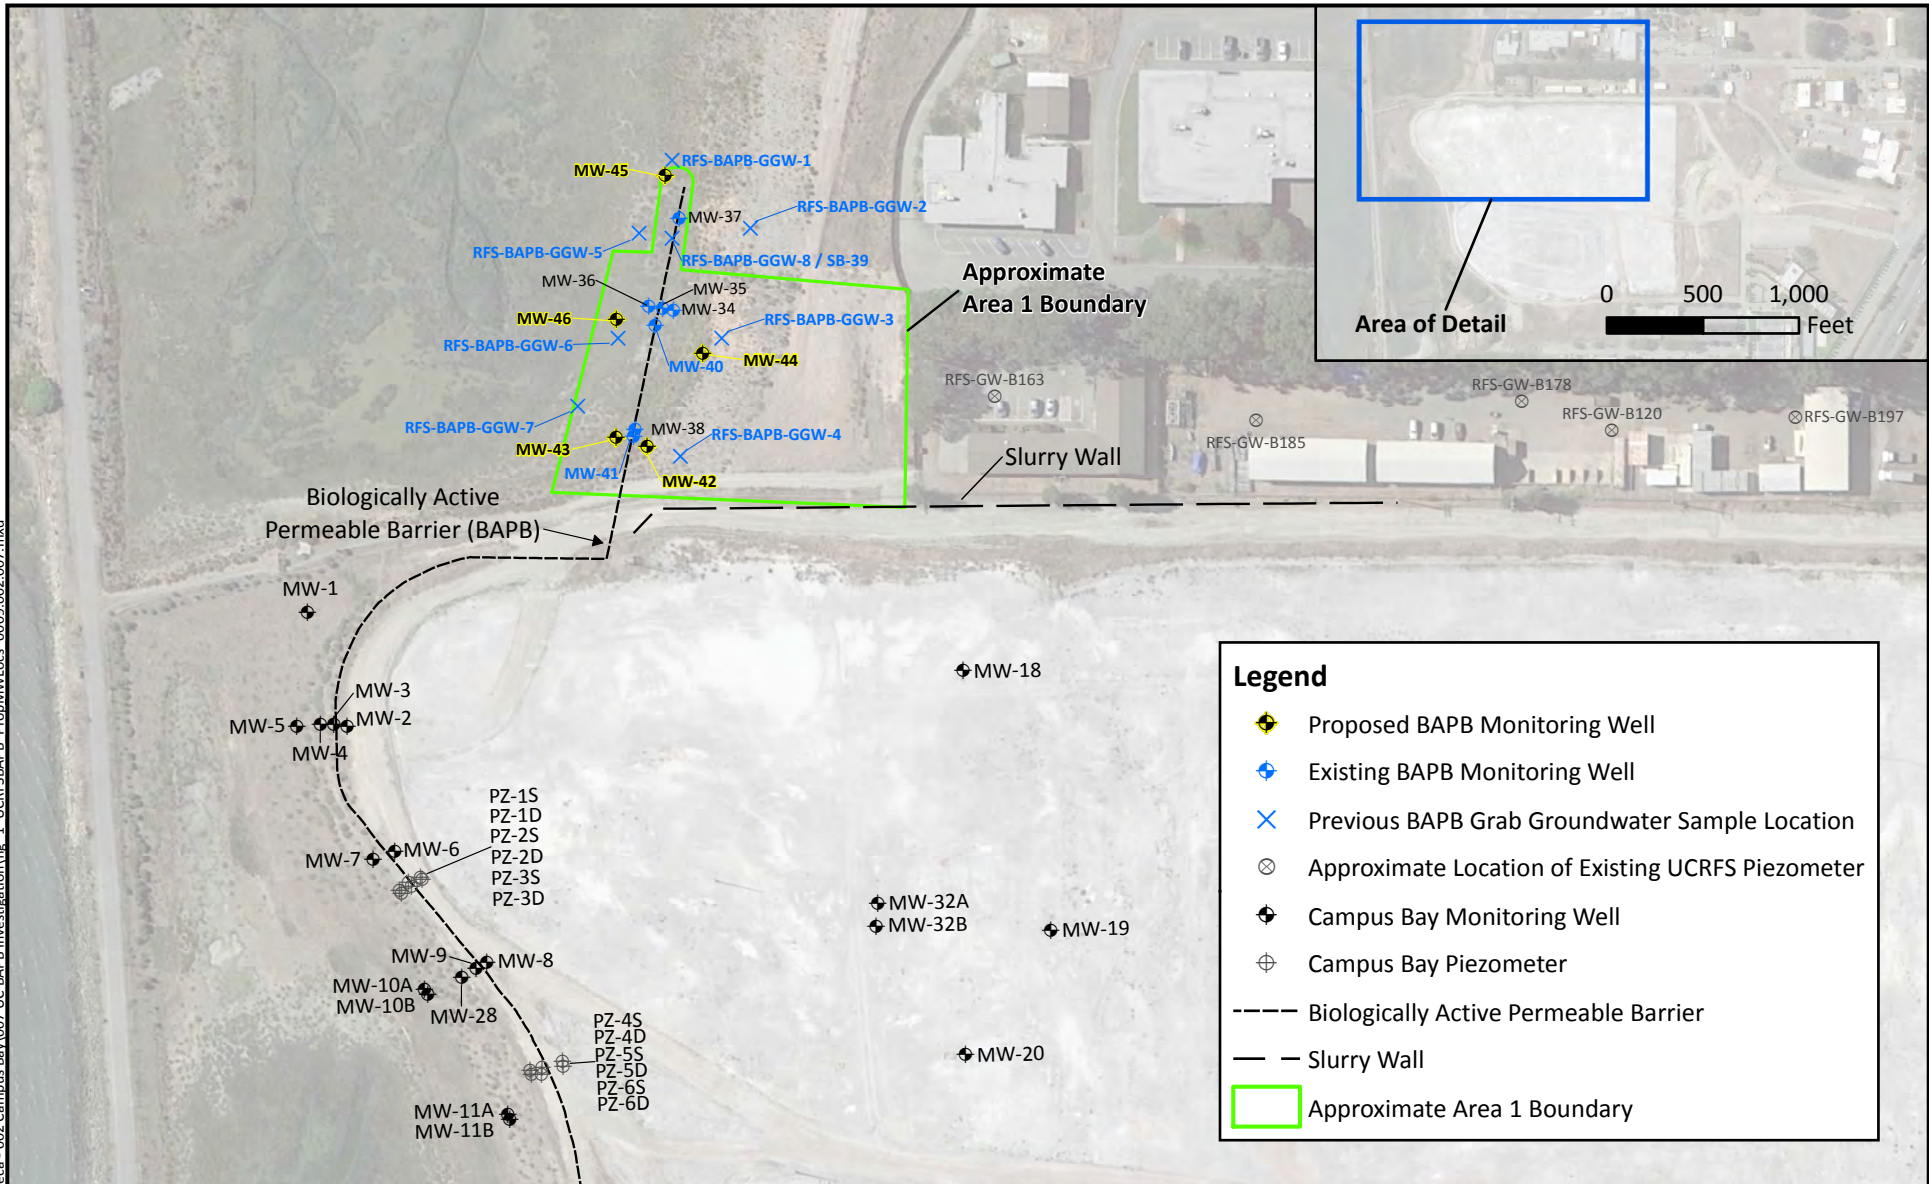 MW-45
RFS-BAPB-GGW-1
RFS-BAPB-GGW-2
MW-37
RFS-BAPB-GGW-5
RFS-BAPB-GGW-8 / SB-39
MW-36
MW-35
MW-34
MW-46
RFS-BAPB-GGW-3
RFS-BAPB-GGW-6
MW-44
MW-40
RFS-BAPB-GGW-7
MW-38
RFS-BAPB-GGW-4
MW-43
MW-41
MW-42
Approximate
Area 1 Boundary
Slurry Wall
Biologically Active
Permeable Barrier (BAPB)
RFS-GW-B163
RFS-GW-B185
RFS-GW-B178
RFS-GW-B120
RFS-GW-B197
Area of Detail
0 500 1,000
Feet
MW-1
MW-3
MW-2
MW-5
MW-4
MW-18
PZ-1S
PZ-1D
PZ-2S
PZ-2D
PZ-3S
PZ-3D
MW-6
MW-7
MW-32A
MW-32B
MW-19
MW-9
MW-8
MW-10A
MW-10B
MW-28
PZ-4S
PZ-4D
PZ-5S
PZ-5D
PZ-6S
PZ-6D
MW-20
MW-11A
MW-11B
Legend
Proposed BAPB Monitoring Well
Existing BAPB Monitoring Well
Previous BAPB Grab Groundwater Sample Location
Approximate Location of Existing UCRFS Piezometer
Campus Bay Monitoring Well
Campus Bay Piezometer
Biologically Active Permeable Barrier
Slurry Wall
Approximate Area 1 Boundary